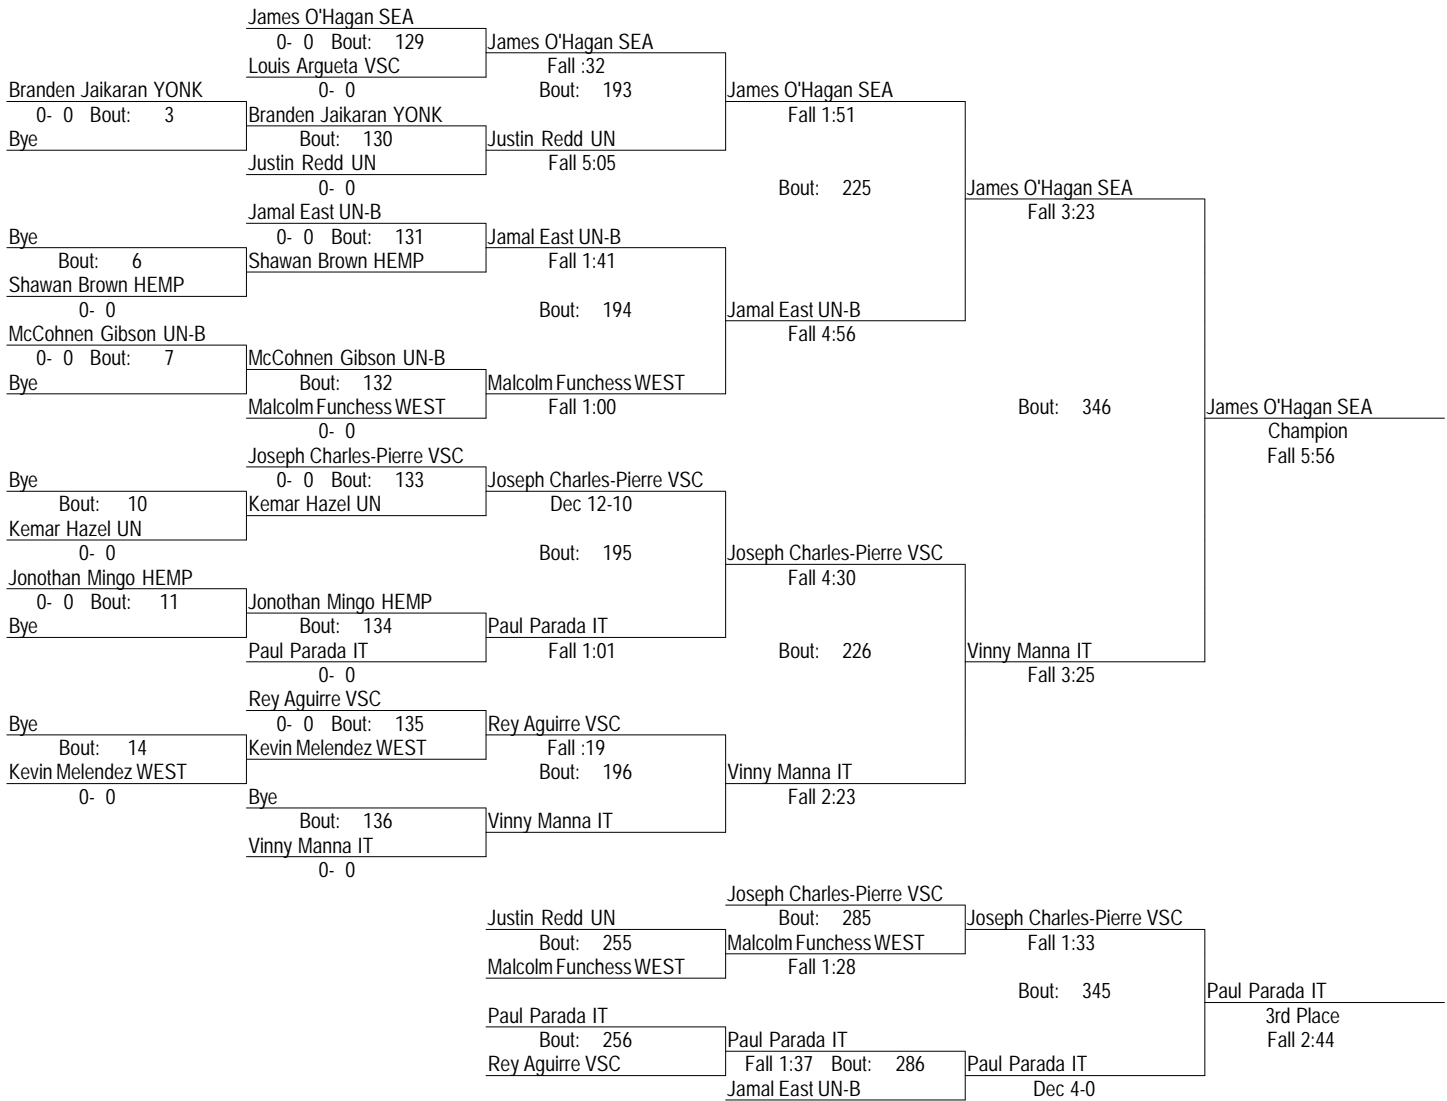 James O'Hagan SEA
0- 0 Bout: 129
James O'Hagan SEA
Louis Argueta VSC
Fall :32
Branden Jaikaran YONK
0- 0
Bout: 193
James O'Hagan SEA
0- 0 Bout: 3
Branden Jaikaran YONK
Fall 1:51
Bye
Bout: 130
Justin Redd UN
Justin Redd UN
Fall 5:05
0- 0
Bout: 225
James O'Hagan SEA
Jamal East UN-B
Fall 3:23
Bye
0- 0 Bout: 131
Jamal East UN-B
Bout: 6
Shawan Brown HEMP
Fall 1:41
Shawan Brown HEMP
0- 0
Bout: 194
Jamal East UN-B
McCohnen Gibson UN-B
Fall 4:56
0- 0 Bout: 7
McCohnen Gibson UN-B
Bye
Bout: 132
Malcolm Funchess WEST
Malcolm Funchess WEST
Fall 1:00
Bout: 346
James O'Hagan SEA
0- 0
Champion
Joseph Charles-Pierre VSC
Fall 5:56
Bye
0- 0 Bout: 133
Joseph Charles-Pierre VSC
Bout: 10
Kemar Hazel UN
Dec 12-10
Kemar Hazel UN
0- 0
Bout: 195
Joseph Charles-Pierre VSC
Jonothan Mingo HEMP
Fall 4:30
0- 0 Bout: 11
Jonothan Mingo HEMP
Bye
Bout: 134
Paul Parada IT
Paul Parada IT
Fall 1:01
Bout: 226
Vinny Manna IT
0- 0
Fall 3:25
Rey Aguirre VSC
Bye
0- 0 Bout: 135
Rey Aguirre VSC
Bout: 14
Kevin Melendez WEST
Fall :19
Kevin Melendez WEST
Bout: 196
Vinny Manna IT
0- 0
Bye
Fall 2:23
Bout: 136
Vinny Manna IT
Vinny Manna IT
0- 0
Joseph Charles-Pierre VSC
Justin Redd UN
Bout: 285
Joseph Charles-Pierre VSC
Bout: 255
Malcolm Funchess WEST
Fall 1:33
Malcolm Funchess WEST
Fall 1:28
Bout: 345
Paul Parada IT
Paul Parada IT
3rd Place
Bout: 256
Paul Parada IT
Fall 2:44
Rey Aguirre VSC
Fall 1:37 Bout: 286
Paul Parada IT
Jamal East UN-B
Dec 4-0